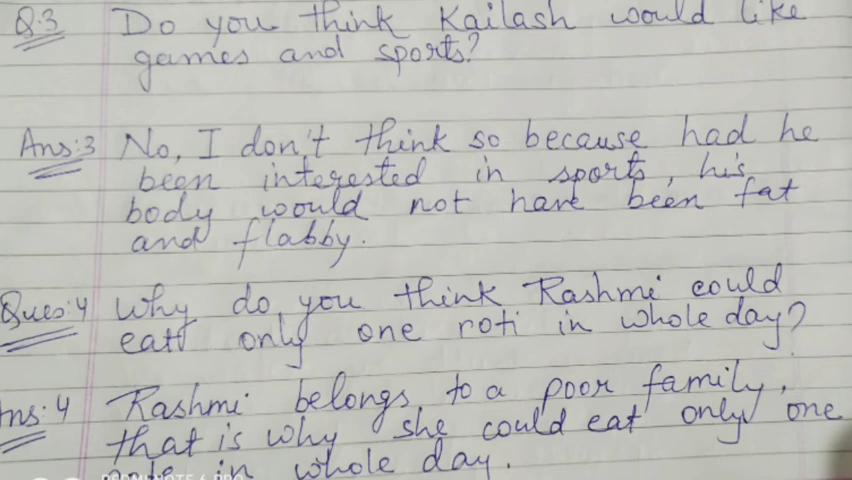 Q.3 Do you think Kailash would like
games and sports?
Ans:3 No, I don't think so because had he
been interested in sports, his
body would not have been fat
and flabby.
Ques:4 Why do you think Rashmi could
eat only one roti in whole day?
Ans:4 Rashmi belongs to a poor family,
that is why she could eat only one
in whole day.